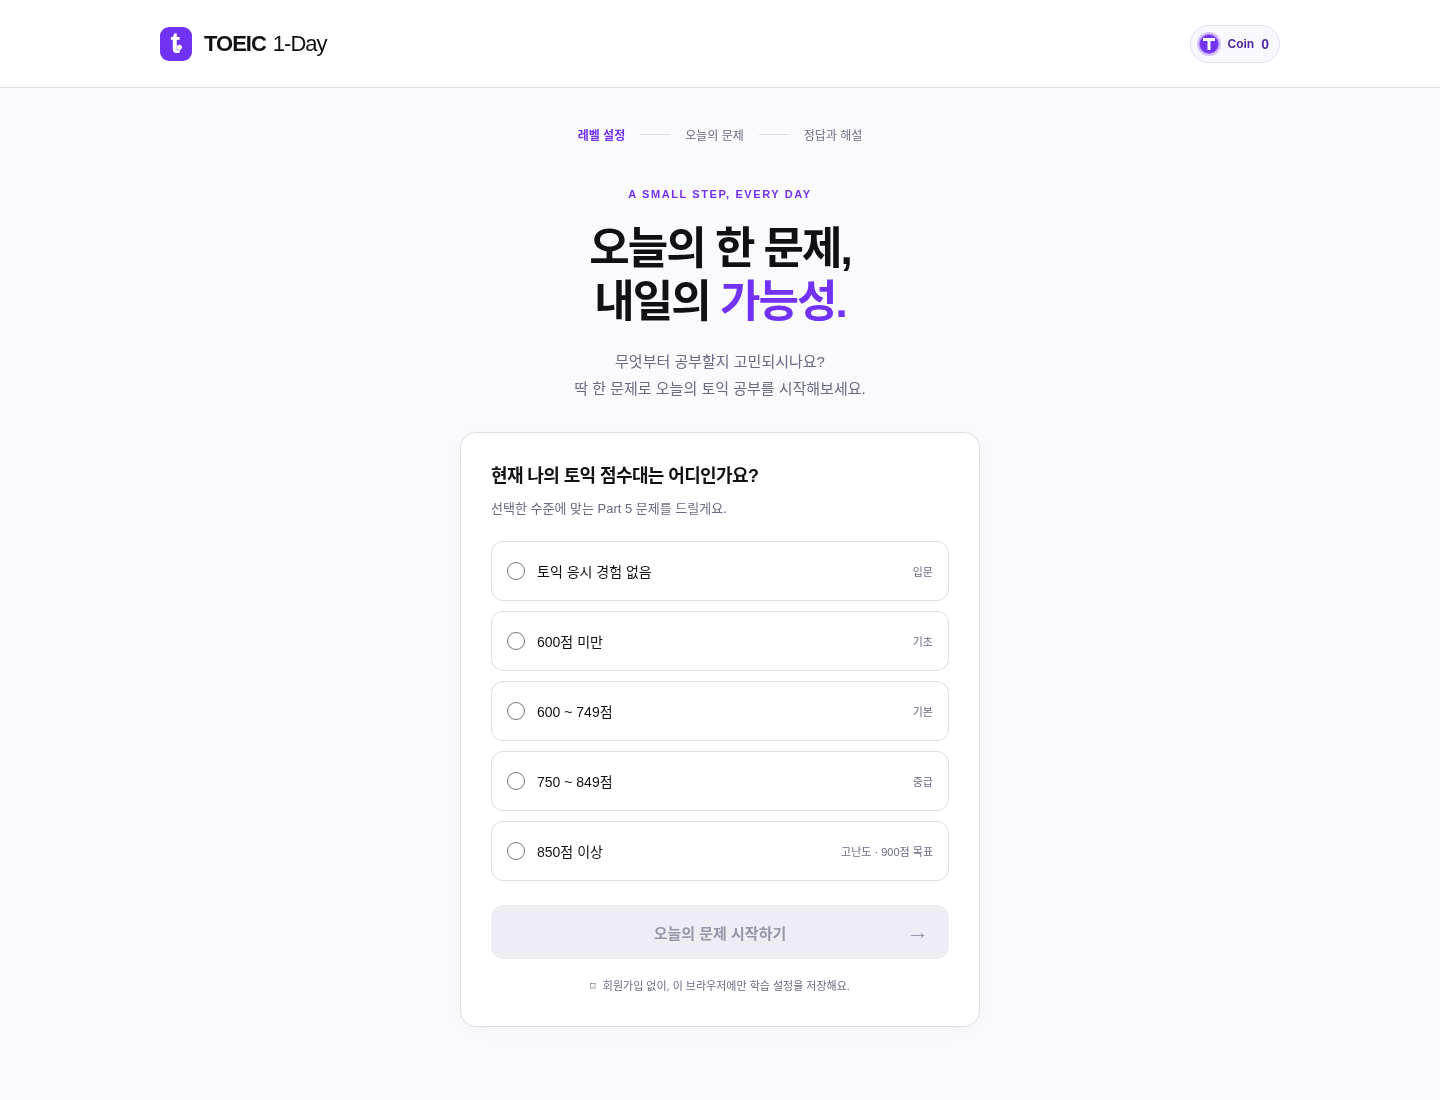 TOEIC 1-Day
Coin 0
레벨 설정
오늘의 문제
정답과 해설
A SMALL STEP, EVERY DAY
오늘의 한 문제,
내일의 가능성.
무엇부터 공부할지 고민되시나요?
딱 한 문제로 오늘의 토익 공부를 시작해보세요.
현재 나의 토익 점수대는 어디인가요?
선택한 수준에 맞는 Part 5 문제를 드릴게요.
토익 응시 경험 없음 입문
600점 미만 기초
600 ~ 749점 기본
750 ~ 849점 중급
850점 이상 고난도 · 900점 목표
오늘의 문제 시작하기 →
회원가입 없이, 이 브라우저에만 학습 설정을 저장해요.